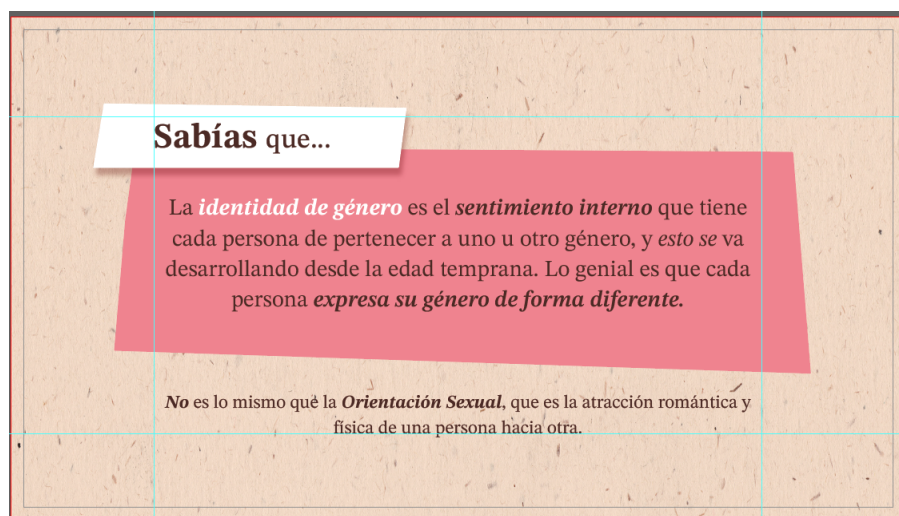 Sabías que...
La identidad de género es el sentimiento interno que tiene
cada persona de pertenecer a uno u otro género, y esto se va
desarrollando desde la edad temprana. Lo genial es que cada
persona expresa su género de forma diferente.
No es lo mismo que la Orientación Sexual, que es la atracción romántica y
física de una persona hacia otra.